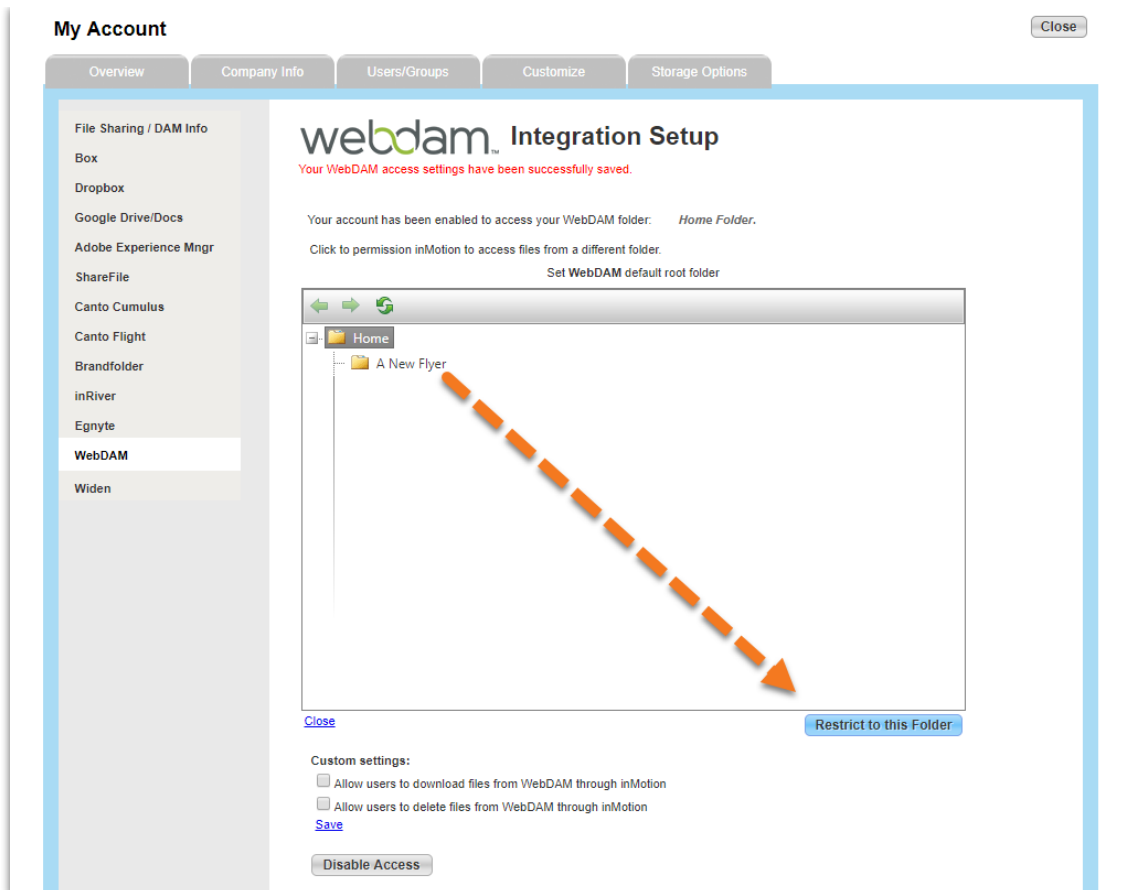 My Account
Close
Overview
Company Info
Users/Groups
Customize
Storage Options
File Sharing / DAM Info
Box
Dropbox
Google Drive/Docs
Adobe Experience Mngr
ShareFile
Canto Cumulus
Canto Flight
Brandfolder
inRiver
Egnyte
WebDAM
Widen
webdam™ Integration Setup
Your WebDAM access settings have been successfully saved.
Your account has been enabled to access your WebDAM folder: Home Folder.
Click to permission inMotion to access files from a different folder.
Set WebDAM default root folder
Home
A New Flyer
Close
Restrict to this Folder
Custom settings:
Allow users to download files from WebDAM through inMotion
Allow users to delete files from WebDAM through inMotion
Save
Disable Access